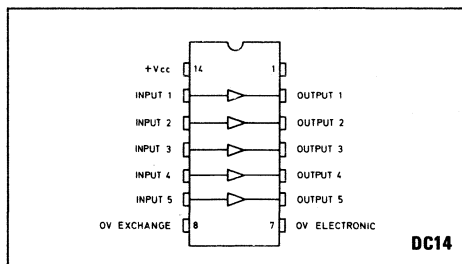 +Vcc 14 1
INPUT 1 OUTPUT 1
INPUT 2 OUTPUT 2
INPUT 3 OUTPUT 3
INPUT 4 OUTPUT 4
INPUT 5 OUTPUT 5
OV EXCHANGE 8 7 OV ELECTRONIC
DC14